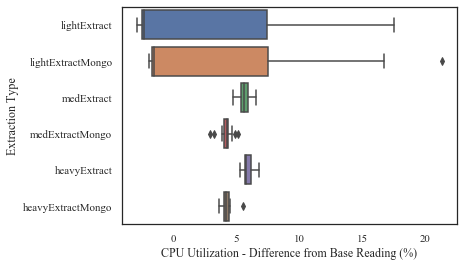 lightExtract
lightExtractMongo
medExtract
medExtractMongo
heavyExtract
heavyExtractMongo
Extraction Type
0 5 10 15 20
CPU Utilization - Difference from Base Reading (%)